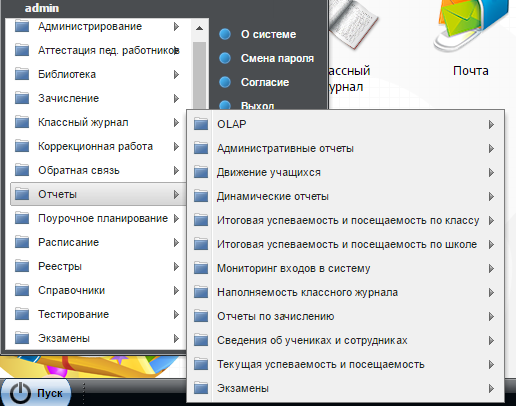 admin
Администрирование
Аттестация пед. работников
Библиотека
Зачисление
Классный журнал
Коррекционная работа
Обратная связь
Отчеты
Поурочное планирование
Расписание
Реестры
Справочники
Тестирование
Экзамены
О системе
Смена пароля
Согласие
Выход
OLAP
Административные отчеты
Движение учащихся
Динамические отчеты
Итоговая успеваемость и посещаемость по классу
Итоговая успеваемость и посещаемость по школе
Мониторинг входов в систему
Наполняемость классного журнала
Отчеты по зачислению
Сведения об учениках и сотрудниках
Текущая успеваемость и посещаемость
Экзамены
ассный
урнал
Почта
Пуск